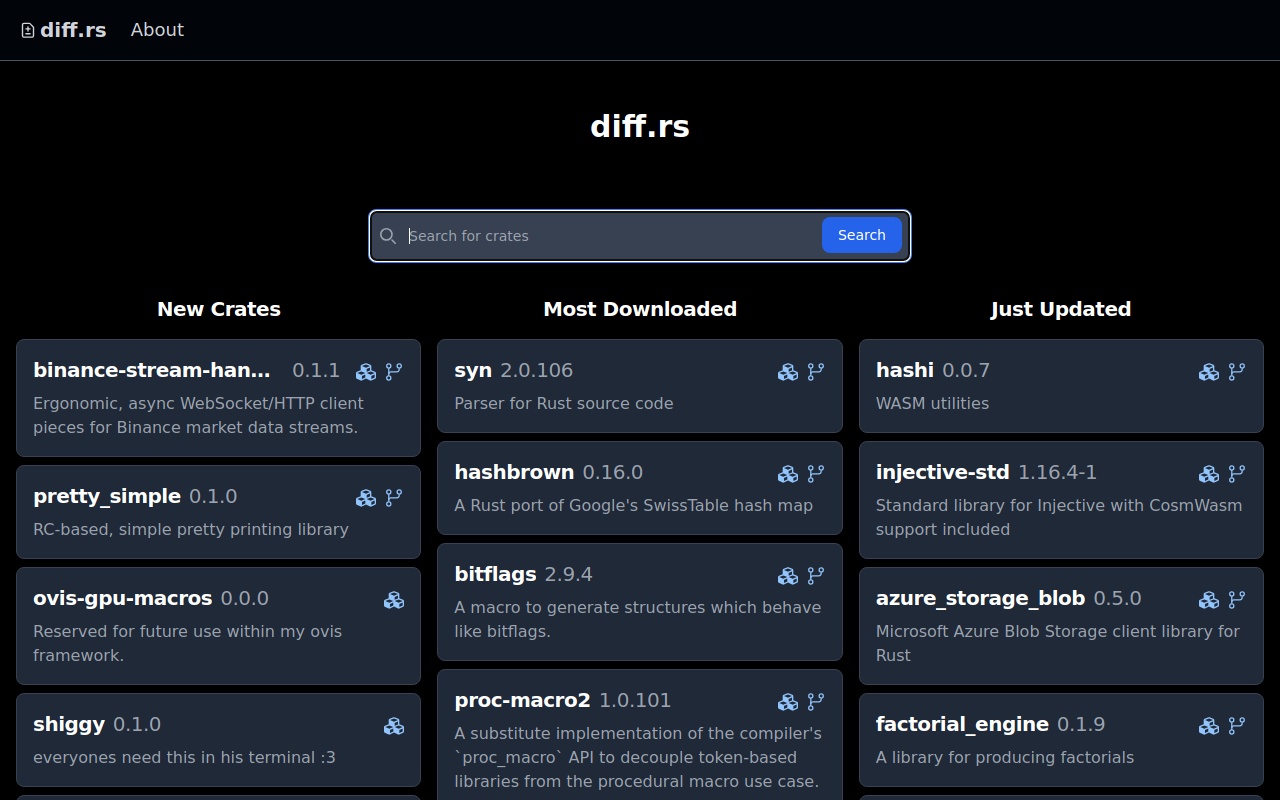 diff.rs About
diff.rs
Search for crates Search
New Crates
binance-stream-han... 0.1.1
Ergonomic, async WebSocket/HTTP client
pieces for Binance market data streams.
pretty_simple 0.1.0
RC-based, simple pretty printing library
ovis-gpu-macros 0.0.0
Reserved for future use within my ovis
framework.
shiggy 0.1.0
everyones need this in his terminal :3
Most Downloaded
syn 2.0.106
Parser for Rust source code
hashbrown 0.16.0
A Rust port of Google's SwissTable hash map
bitflags 2.9.4
A macro to generate structures which behave
like bitflags.
proc-macro2 1.0.101
A substitute implementation of the compiler's
`proc_macro` API to decouple token-based
libraries from the procedural macro use case.
Just Updated
hashi 0.0.7
WASM utilities
injective-std 1.16.4-1
Standard library for Injective with CosmWasm
support included
azure_storage_blob 0.5.0
Microsoft Azure Blob Storage client library for
Rust
factorial_engine 0.1.9
A library for producing factorials